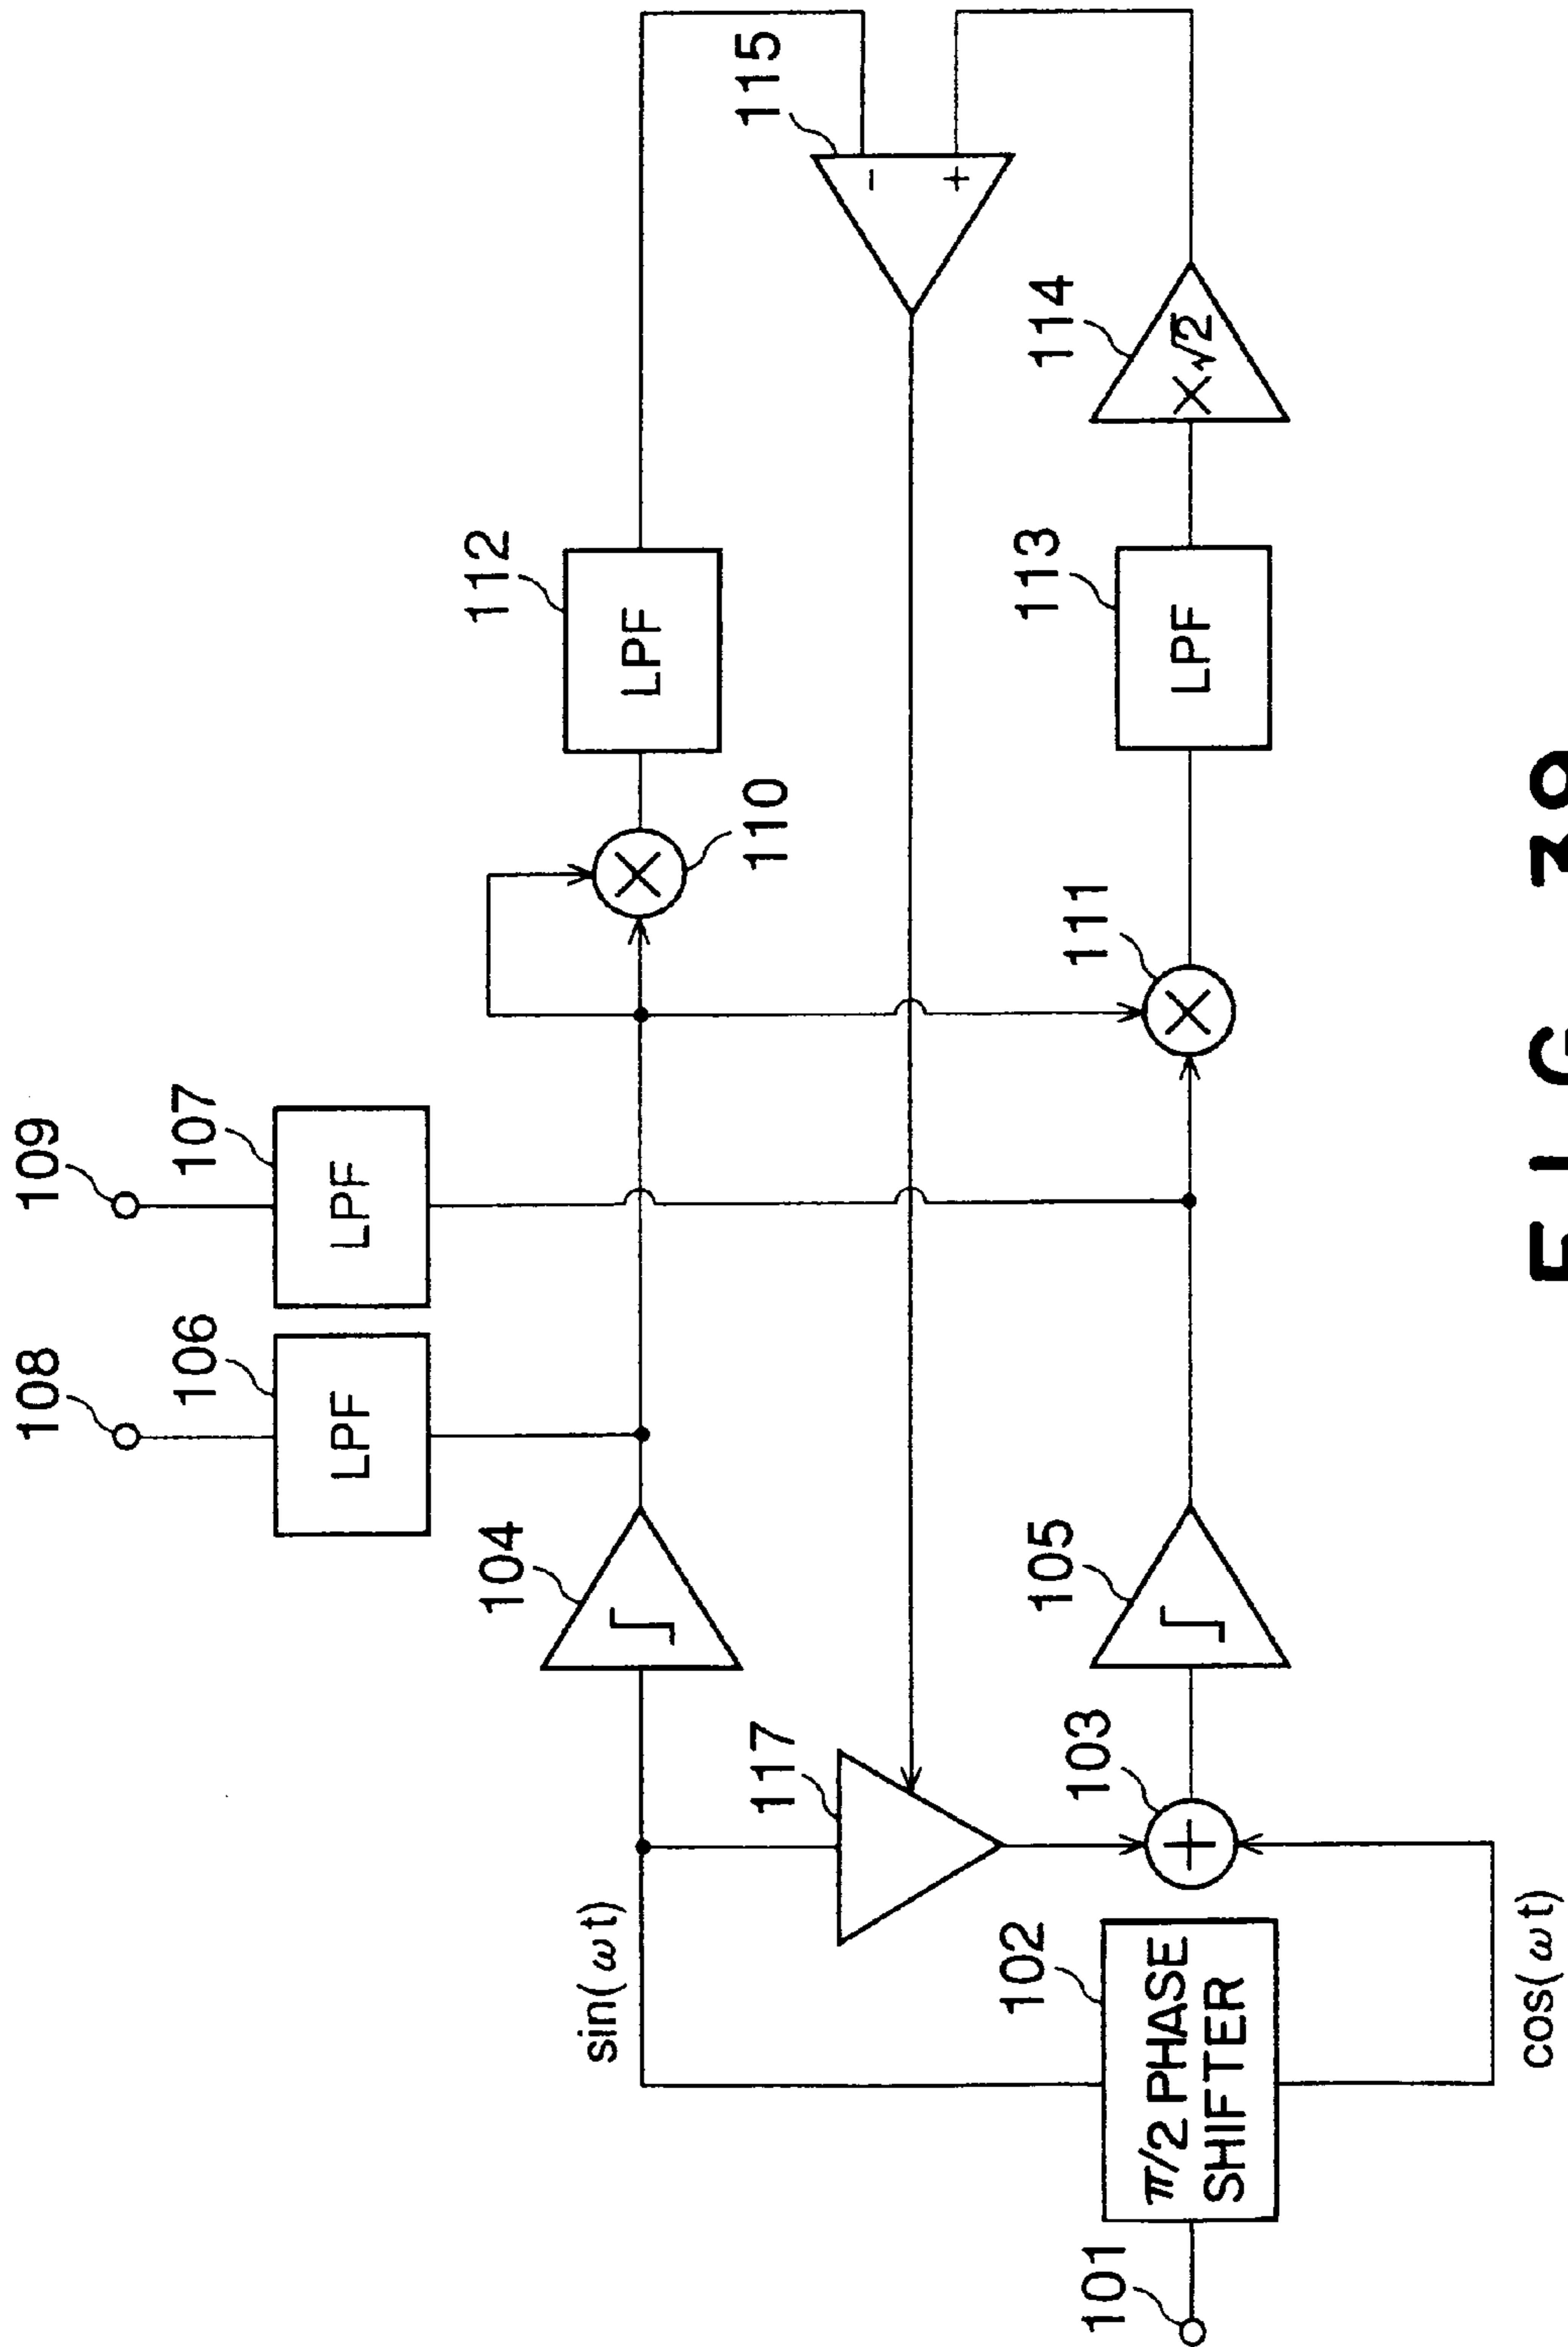 109
107
LPF
108
106
LPF
112
LPF
110
115
-
+
104
sin(ωt)
117
111
113
LPF
114
×√2
105
103
+
102
π/2 PHASE
SHIFTER
101
cos(ωt)